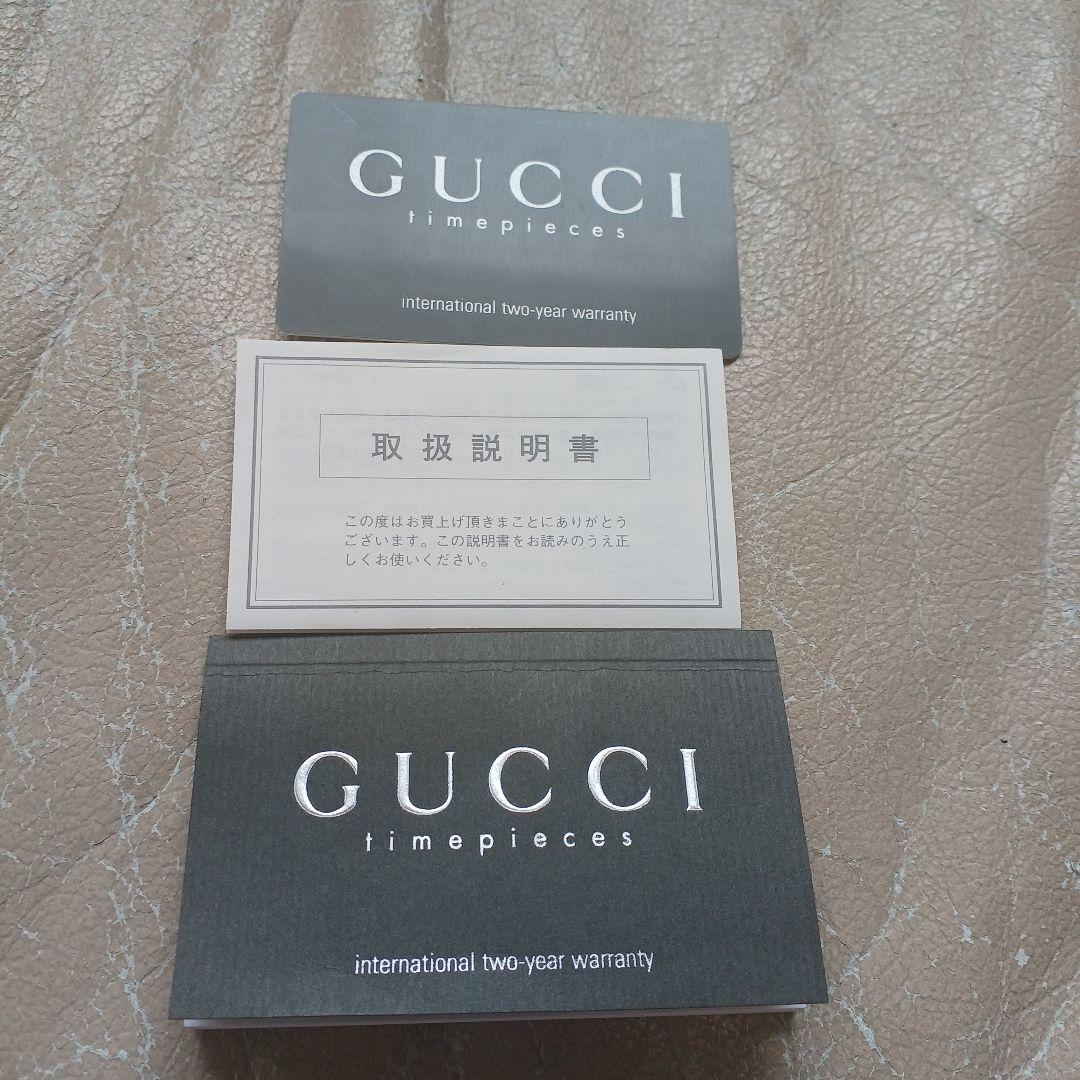 GUCCI
timepieces
international two-year warranty
取扱説明書
この度はお買上げ頂きまことにありがとう
ございます。この説明書をお読みのうえ正
しくお使いください。
GUCCI
timepieces
international two-year warranty